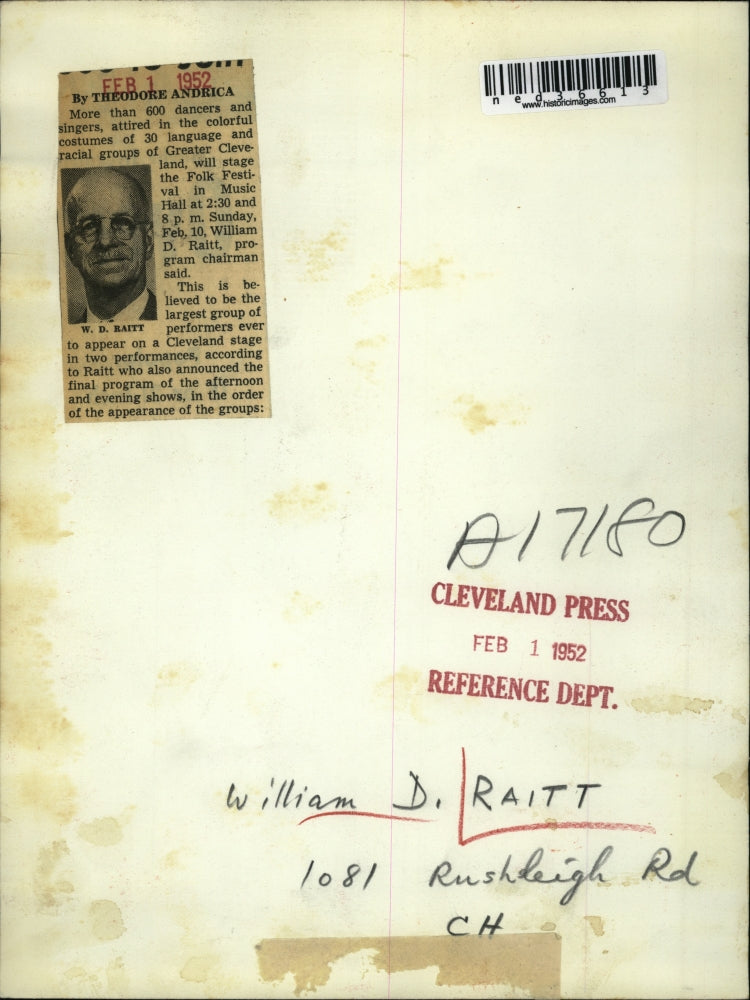 FEB 1 1952
By THEODORE ANDRICA
More than 600 dancers and
singers, attired in the colorful
costumes of 30 language and
racial groups of Greater Cleve-
land, will stage
the Folk Festi-
val in Music
Hall at 2:30 and
8 p. m. Sunday,
Feb. 10, William
D. Raitt, pro-
gram chairman
said.
This is be-
lieved to be the
largest group of
W. D. RAITT
performers ever
to appear on a Cleveland stage
in two performances, according
to Raitt who also announced the
final program of the afternoon
and evening shows, in the order
of the appearance of the groups:
ned36613
www.historicimages.com
A17180
CLEVELAND PRESS
FEB 1 1952
REFERENCE DEPT.
William D. RAITT
1081 Rushleigh Rd
CH